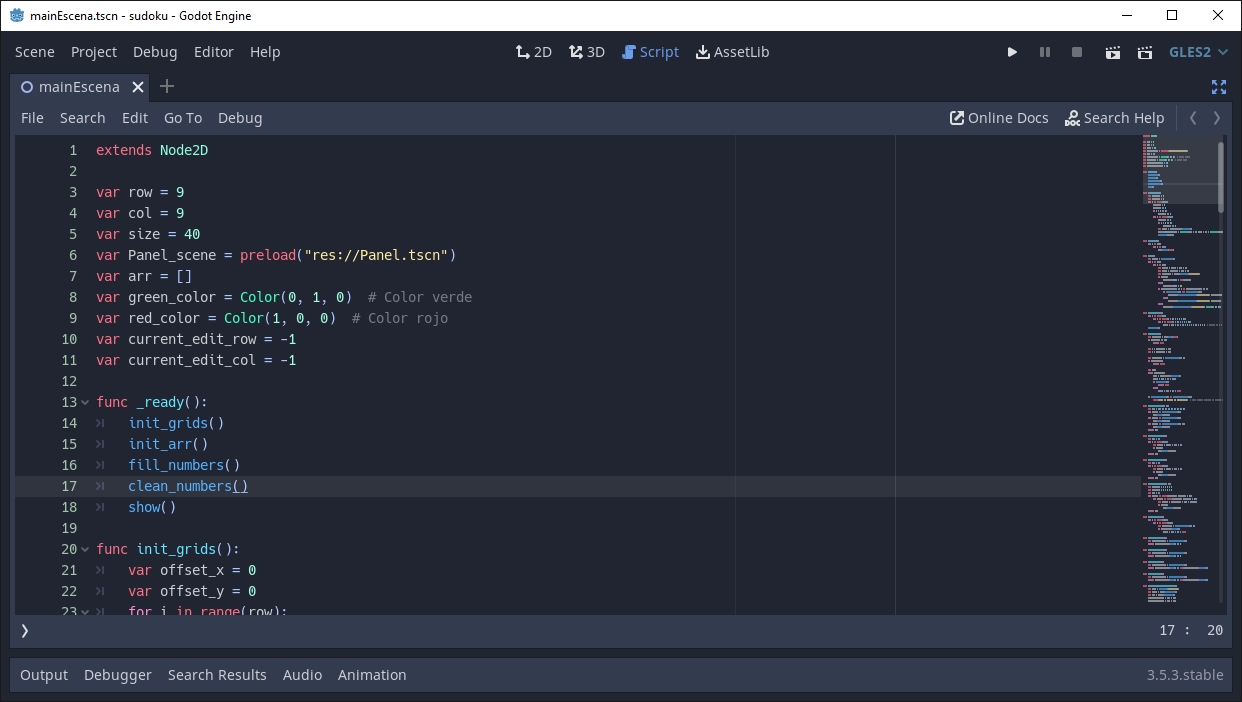 mainEscena.tscn - sudoku - Godot Engine
Scene Project Debug Editor Help 2D 3D Script AssetLib GLES2
mainEscena
File Search Edit Go To Debug Online Docs Search Help
1 extends Node2D
2
3 var row = 9
4 var col = 9
5 var size = 40
6 var Panel_scene = preload("res://Panel.tscn")
7 var arr = []
8 var green_color = Color(0, 1, 0)  # Color verde
9 var red_color = Color(1, 0, 0)  # Color rojo
10 var current_edit_row = -1
11 var current_edit_col = -1
12
13 func _ready():
14 init_grids()
15 init_arr()
16 fill_numbers()
17 clean_numbers()
18 show()
19
20 func init_grids():
21 var offset_x = 0
22 var offset_y = 0
23 for i in range(row):
17 : 20
Output Debugger Search Results Audio Animation 3.5.3.stable